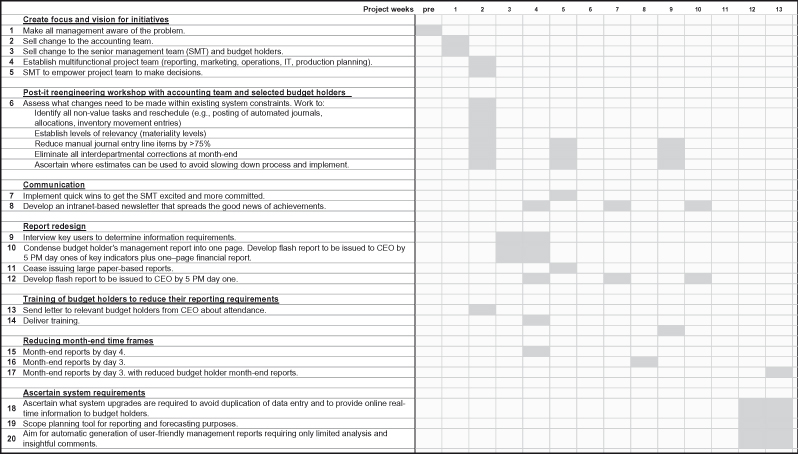 Project weeks pre 1 2 3 4 5 6 7 8 9 10 11 12 13
Create focus and vision for initiatives
1 Make all management aware of the problem.
2 Sell change to the accounting team.
3 Sell change to the senior management team (SMT) and budget holders.
4 Establish multifunctional project team (reporting, marketing, operations, IT, production planning).
5 SMT to empower project team to make decisions.
Post-it reengineering workshop with accounting team and selected budget holders
6 Assess what changes need to be made within existing system constraints. Work to:
Identify all non-value tasks and reschedule (e.g., posting of automated journals,
allocations, inventory movement entries)
Establish levels of relevancy (materiality levels)
Reduce manual journal entry line items by >75%
Eliminate all interdepartmental corrections at month-end
Ascertain where estimates can be used to avoid slowing down process and implement.
Communication
7 Implement quick wins to get the SMT excited and more committed.
8 Develop an intranet-based newsletter that spreads the good news of achievements.
Report redesign
9 Interview key users to determine information requirements.
10 Condense budget holder's management report into one page. Develop flash report to be issued to CEO by
5 PM day ones of key indicators plus one–page financial report.
11 Cease issuing large paper-based reports.
12 Develop flash report to be issued to CEO by 5 PM day one.
Training of budget holders to reduce their reporting requirements
13 Send letter to relevant budget holders from CEO about attendance.
14 Deliver training.
Reducing month-end time frames
15 Month-end reports by day 4.
16 Month-end reports by day 3.
17 Month-end reports by day 3. with reduced budget holder month-end reports.
Ascertain system requirements
18 Ascertain what system upgrades are required to avoid duplication of data entry and to provide online real-
time information to budget holders.
19 Scope planning tool for reporting and forecasting purposes.
20 Aim for automatic generation of user-friendly management reports requiring only limited analysis and
insightful comments.